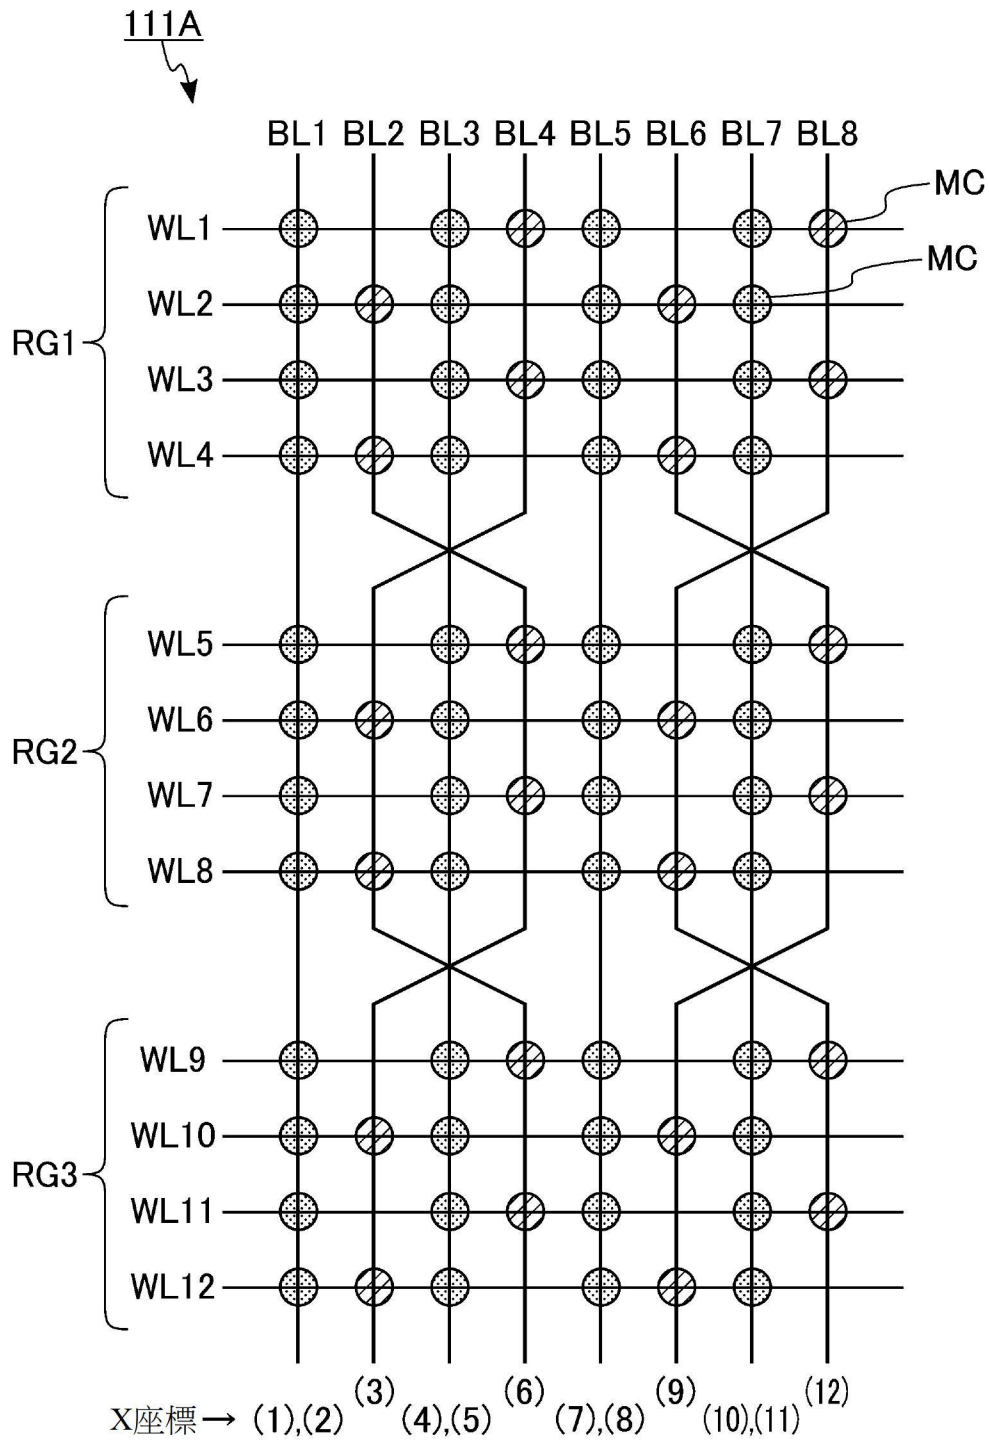 111A
BL1 BL2 BL3 BL4 BL5 BL6 BL7 BL8
MC
WL1
MC
WL2
RG1
WL3
WL4
WL5
WL6
RG2
WL7
WL8
WL9
WL10
RG3
WL11
WL12
(3) (6) (9) (12)
X座標→ (1),(2) (4),(5) (7),(8) (10),(11)